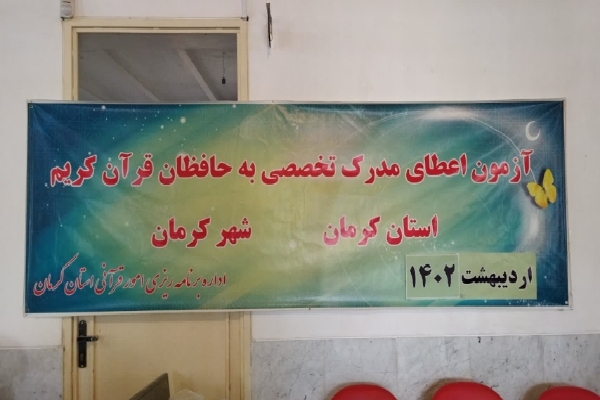 آزمون اعطای مدرک تخصصی به حافظان قرآن کریم
استان کرمان شهر کرمان
اردیبهشت ۱۴۰۲
اداره برنامه ریزی امور قرآنی استان کرمان